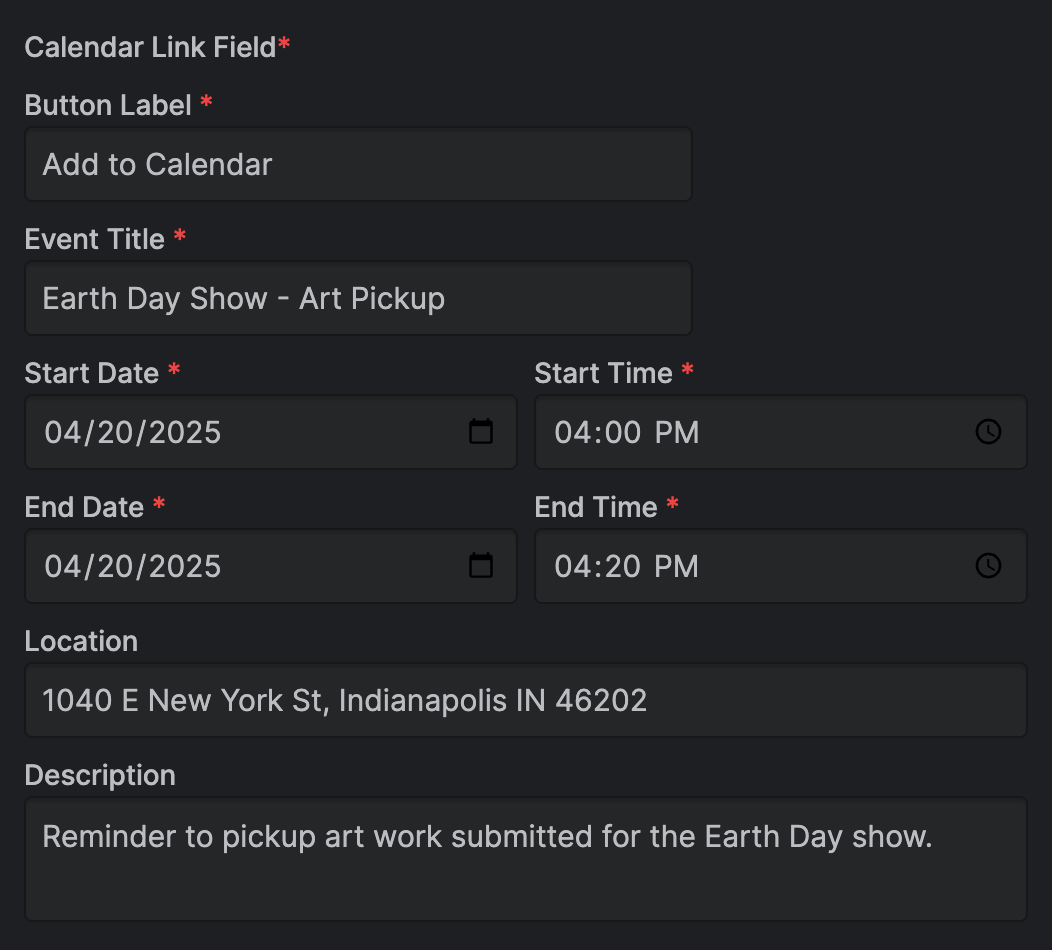 Calendar Link Field*
Button Label *
Add to Calendar
Event Title *
Earth Day Show - Art Pickup
Start Date *
Start Time *
04/20/2025
04:00 PM
End Date *
End Time *
04/20/2025
04:20 PM
Location
1040 E New York St, Indianapolis IN 46202
Description
Reminder to pickup art work submitted for the Earth Day show.